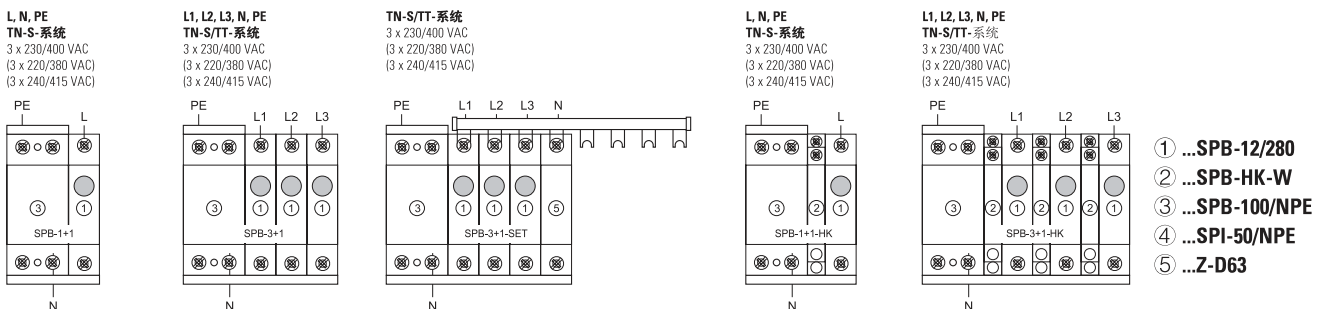 L, N, PE
TN-S-系统
3 x 230/400 VAC
(3 x 220/380 VAC)
(3 x 240/415 VAC)
PE
L
③
①
SPB-1+1
N
L1, L2, L3, N, PE
TN-S/TT-系统
3 x 230/400 VAC
(3 x 220/380 VAC)
(3 x 240/415 VAC)
PE
L1 L2 L3
③ ① ① ①
SPB-3+1
N
TN-S/TT-系统
3 x 230/400 VAC
(3 x 220/380 VAC)
(3 x 240/415 VAC)
PE L1 L2 L3 N
③ ① ① ① ⑤
SPB-3+1-SET
N
L, N, PE
TN-S-系统
3 x 230/400 VAC
(3 x 220/380 VAC)
(3 x 240/415 VAC)
PE
L
③ ② ①
SPB-1+1-HK
N
L1, L2, L3, N, PE
TN-S/TT-系统
3 x 230/400 VAC
(3 x 220/380 VAC)
(3 x 240/415 VAC)
PE
L1 L2 L3
③ ② ① ② ① ② ①
SPB-3+1-HK
N
① ...SPB-12/280
② ...SPB-HK-W
③ ...SPB-100/NPE
④ ...SPI-50/NPE
⑤ ...Z-D63